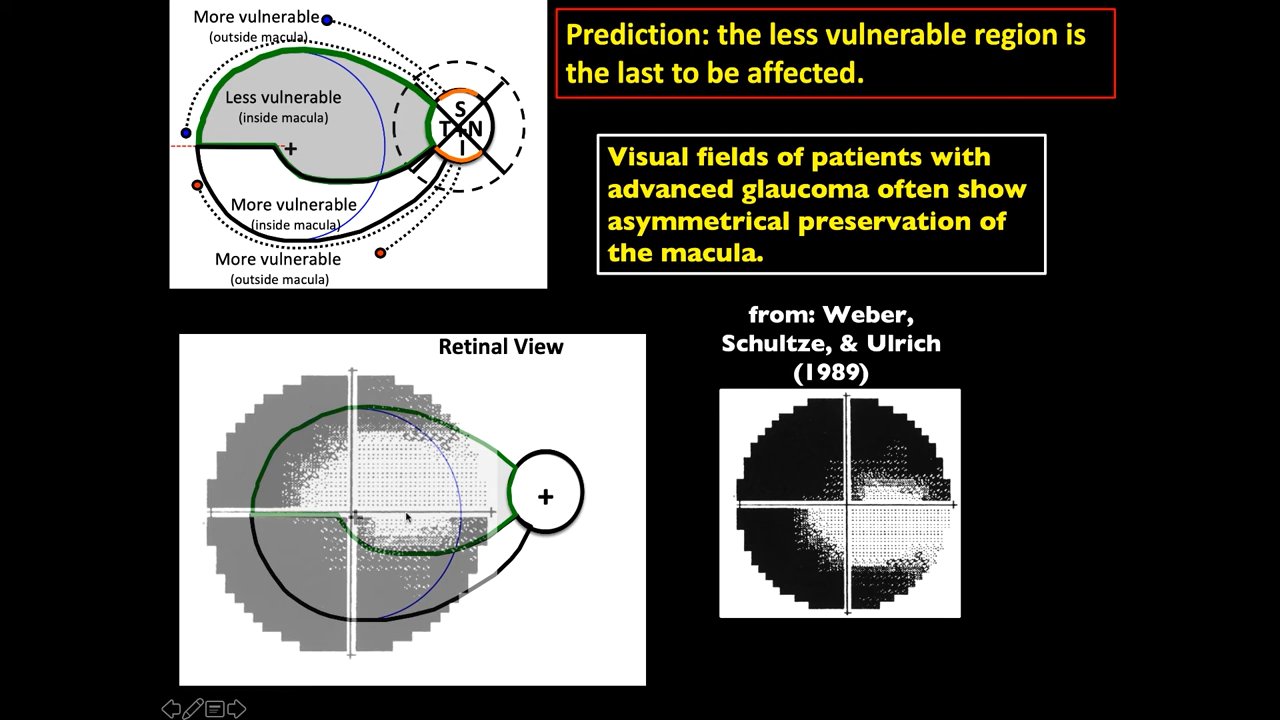 More vulnerable
(outside macula)
Less vulnerable
(inside macula)
+
S
T + N
I
More vulnerable
(inside macula)
More vulnerable
(outside macula)
Prediction: the less vulnerable region is
the last to be affected.
Visual fields of patients with
advanced glaucoma often show
asymmetrical preservation of
the macula.
Retinal View
+
from: Weber,
Schultze, & Ulrich
(1989)